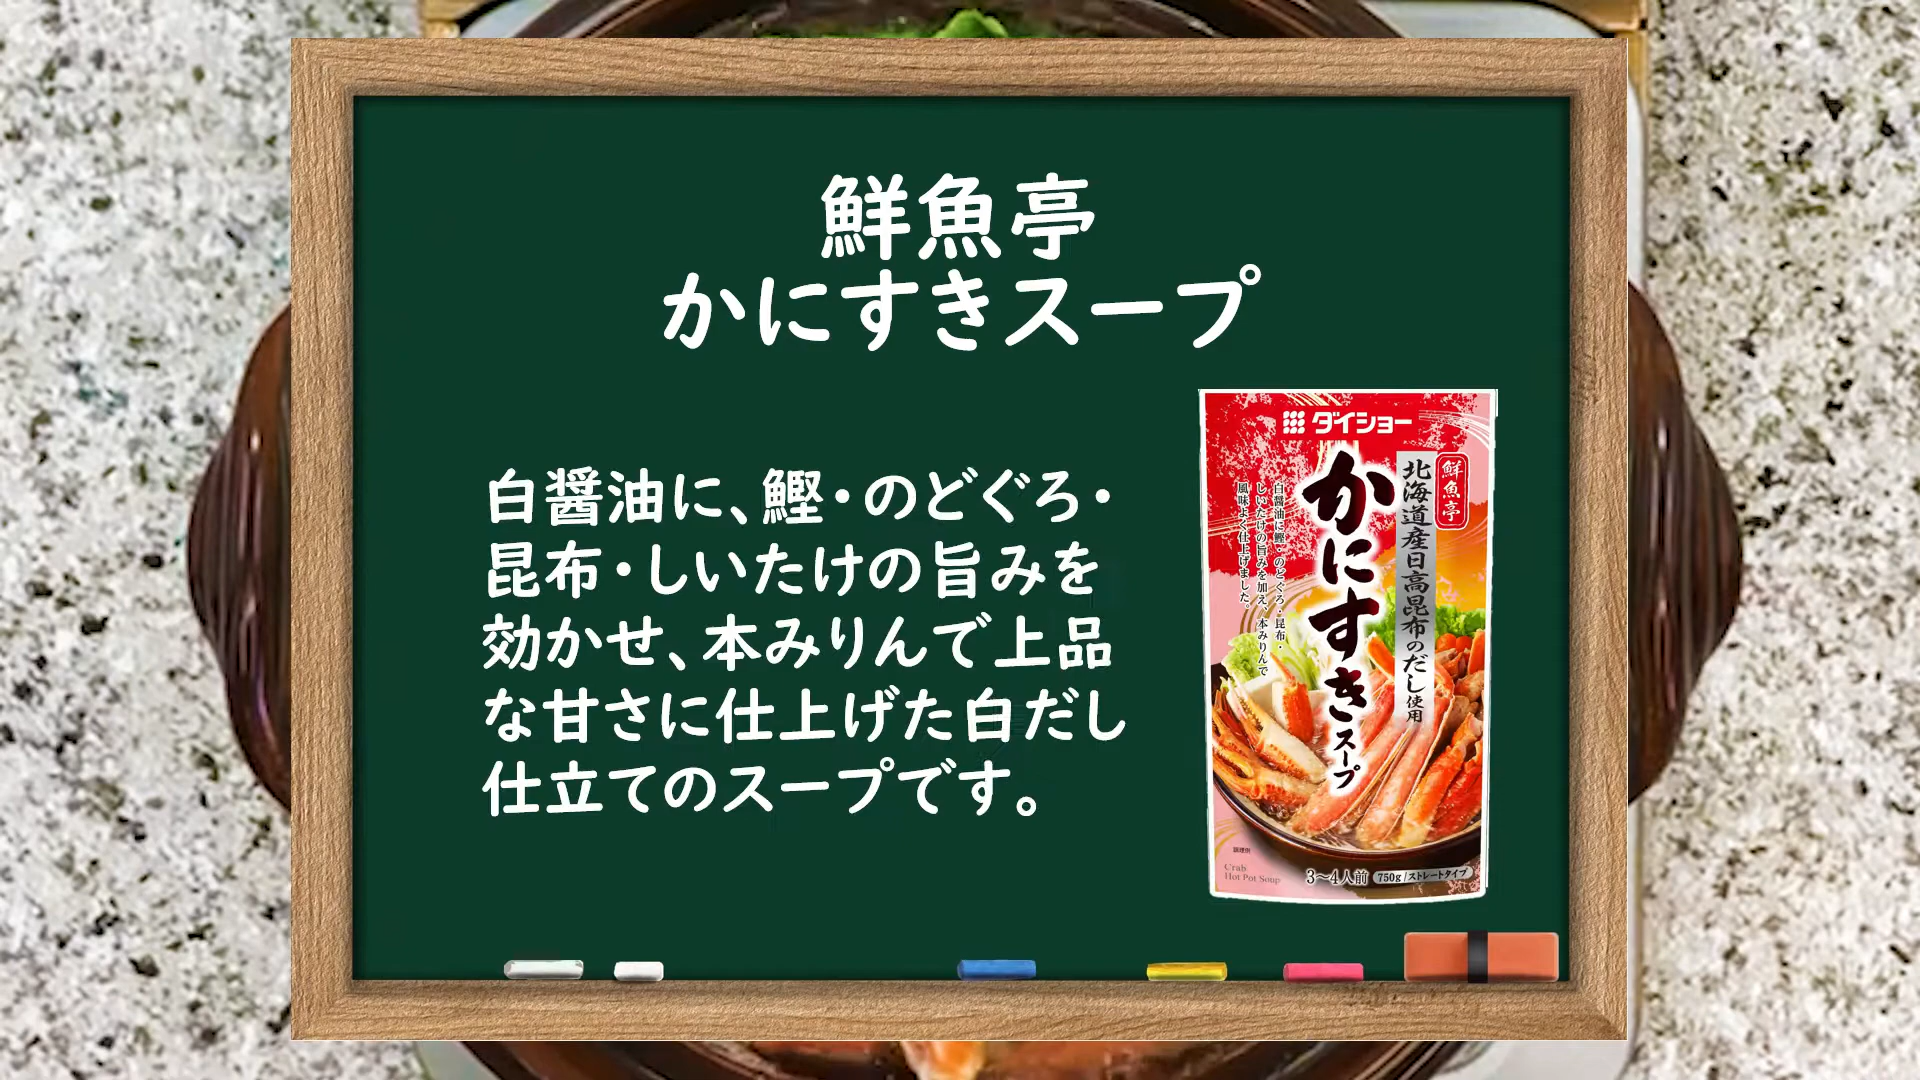 鮮魚亭
かにすきスープ
白醤油に、鰹・のどぐろ・
昆布・しいたけの旨みを
効かせ、本みりんで上品
な甘さに仕上げた白だし
仕立てのスープです。
ダイショー
鮮魚亭
北海道産日高昆布のだし使用
かにすきスープ
白醤油に鰹・のどぐろ・昆布・
しいたけの旨みを加え、本みりんで
風味よく仕上げました。
調理例
Crab
Hot Pot Soup
3〜4人前
750g/ストレートタイプ